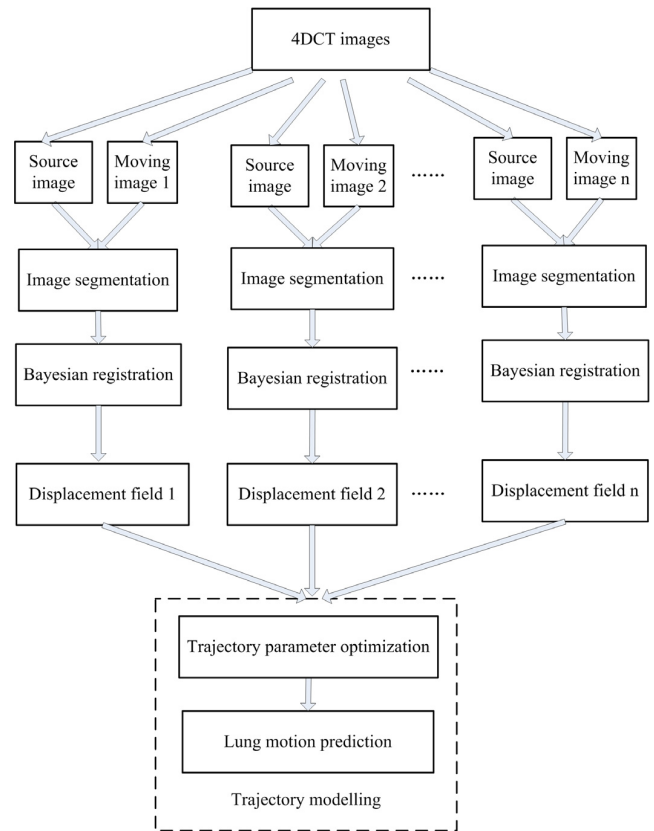 4DCT images
Source
image
Moving
image 1
Source
image
Moving
image 2
......
Source
image
Moving
image n
Image segmentation
Image segmentation
......
Image segmentation
Bayesian registration
Bayesian registration
......
Bayesian registration
Displacement field 1
Displacement field 2
......
Displacement field n
Trajectory parameter optimization
Lung motion prediction
Trajectory modelling